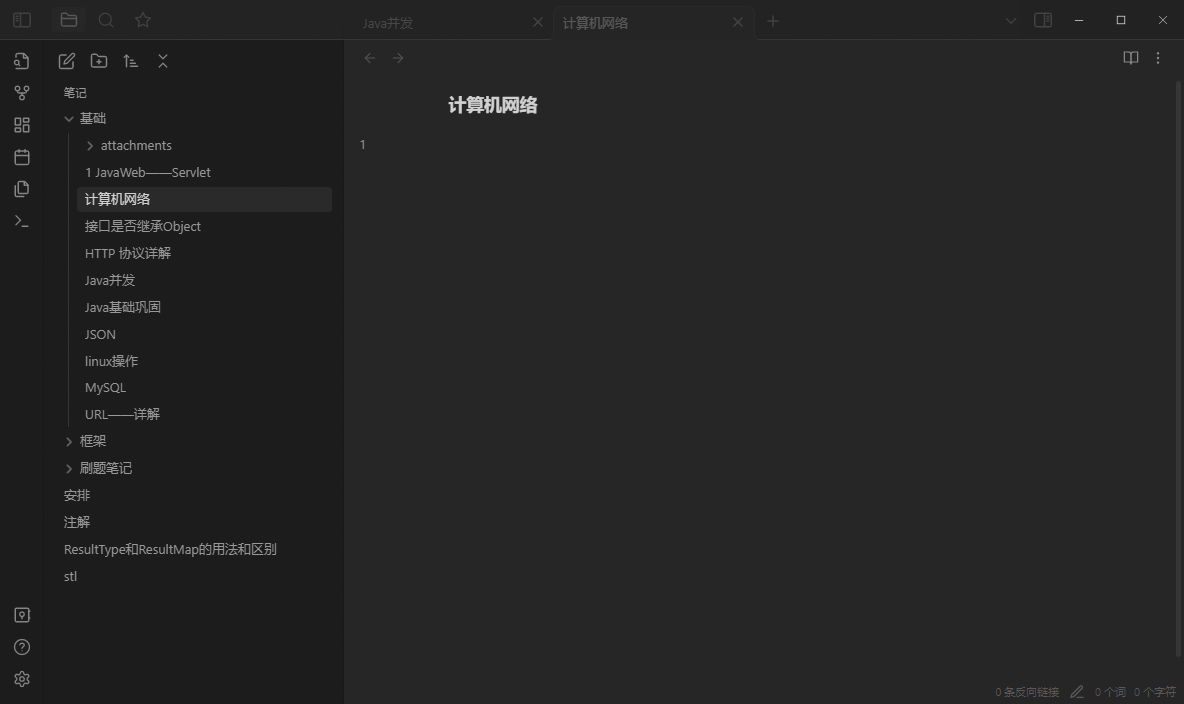 Java并发
计算机网络
笔记
基础
attachments
1 JavaWeb——Servlet
计算机网络
接口是否继承Object
HTTP 协议详解
Java并发
Java基础巩固
JSON
linux操作
MySQL
URL——详解
框架
刷题笔记
安排
注解
ResultType和ResultMap的用法和区别
stl
计算机网络
1
0 条反向链接 0 个词 0 个字符